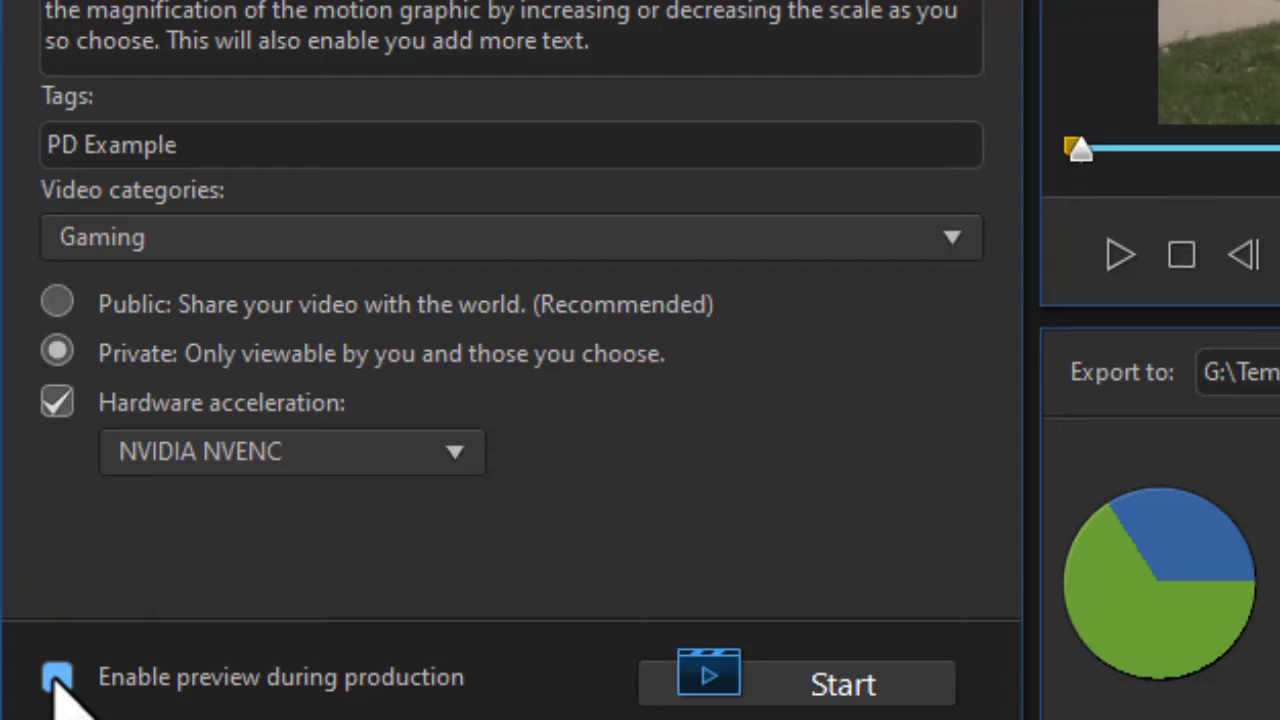 the magnification of the motion graphic by increasing or decreasing the scale as you
so choose. This will also enable you add more text.
Tags:
PD Example
Video categories:
Gaming
Public: Share your video with the world. (Recommended)
Private: Only viewable by you and those you choose.
Hardware acceleration:
NVIDIA NVENC
Export to: G:\Tem
Enable preview during production
Start